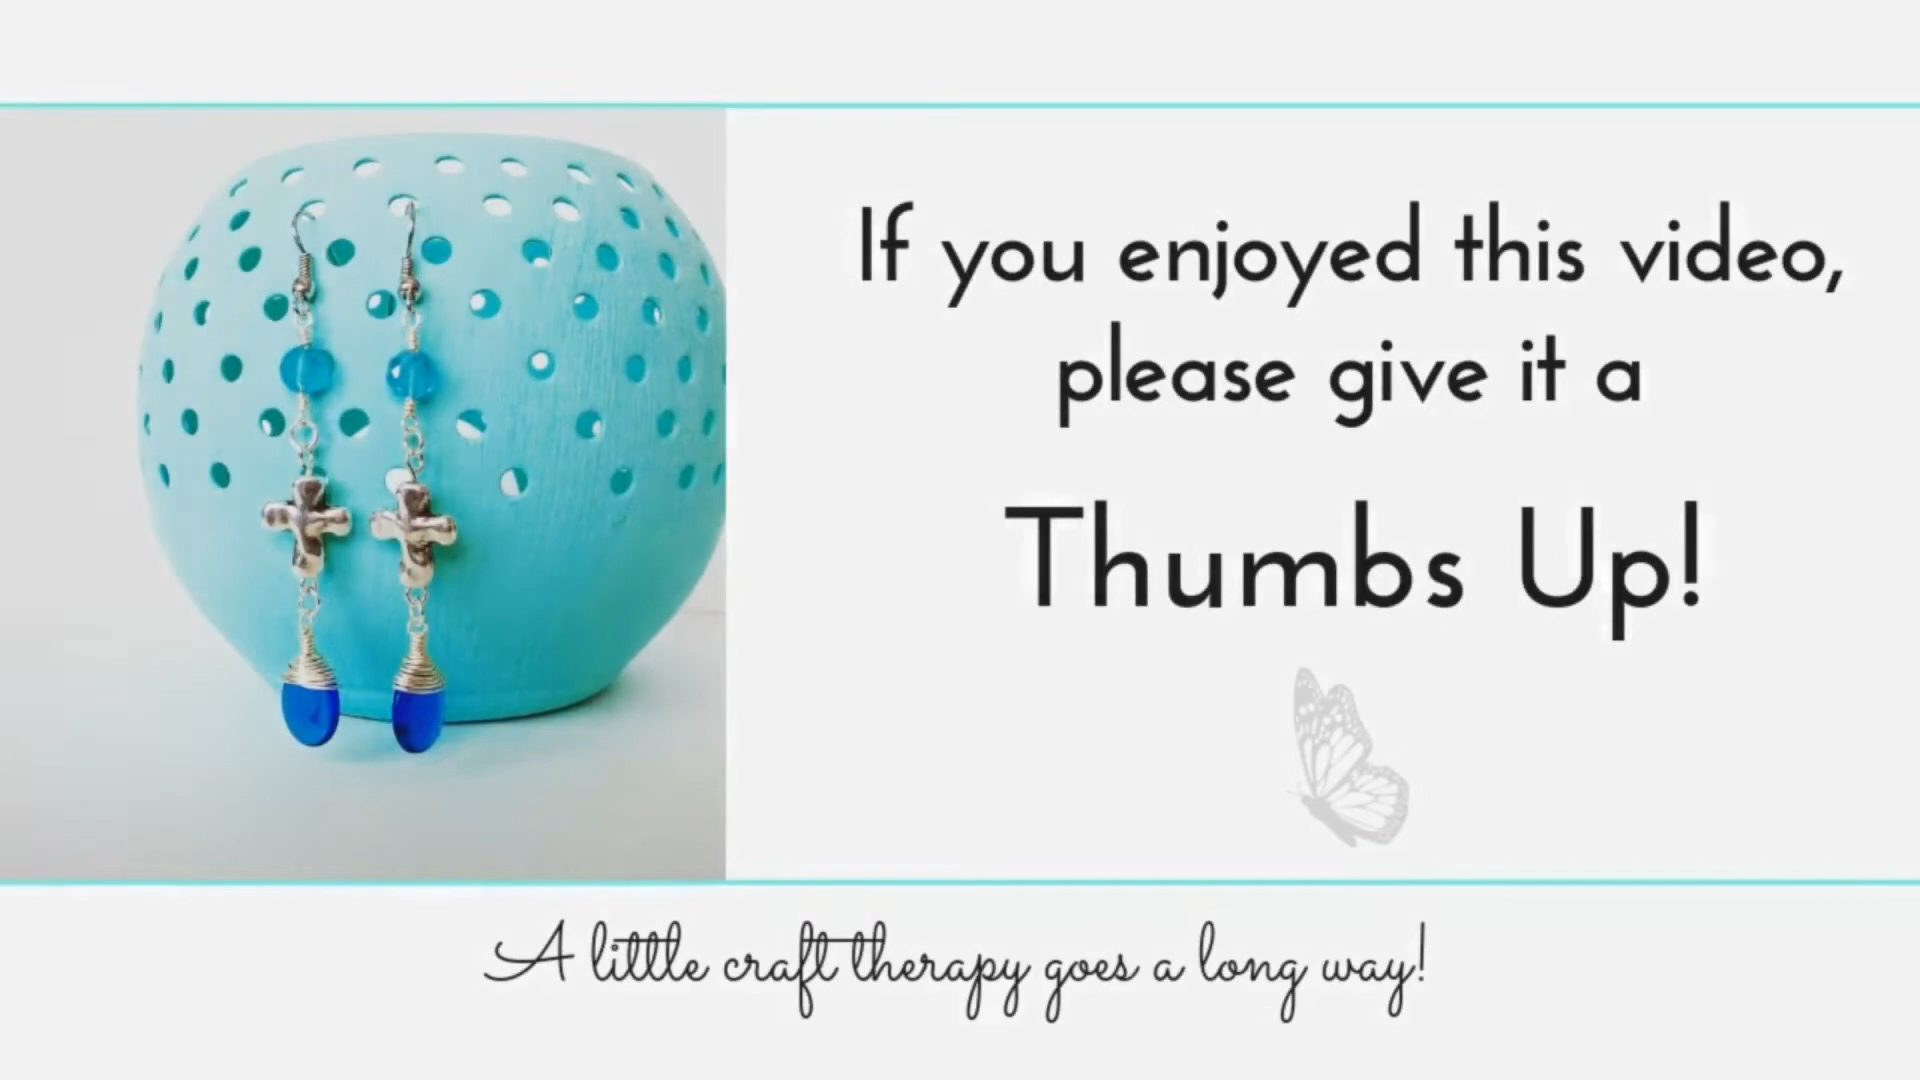 If you enjoyed this video,
please give it a
Thumbs Up!
A little craft therapy goes a long way!